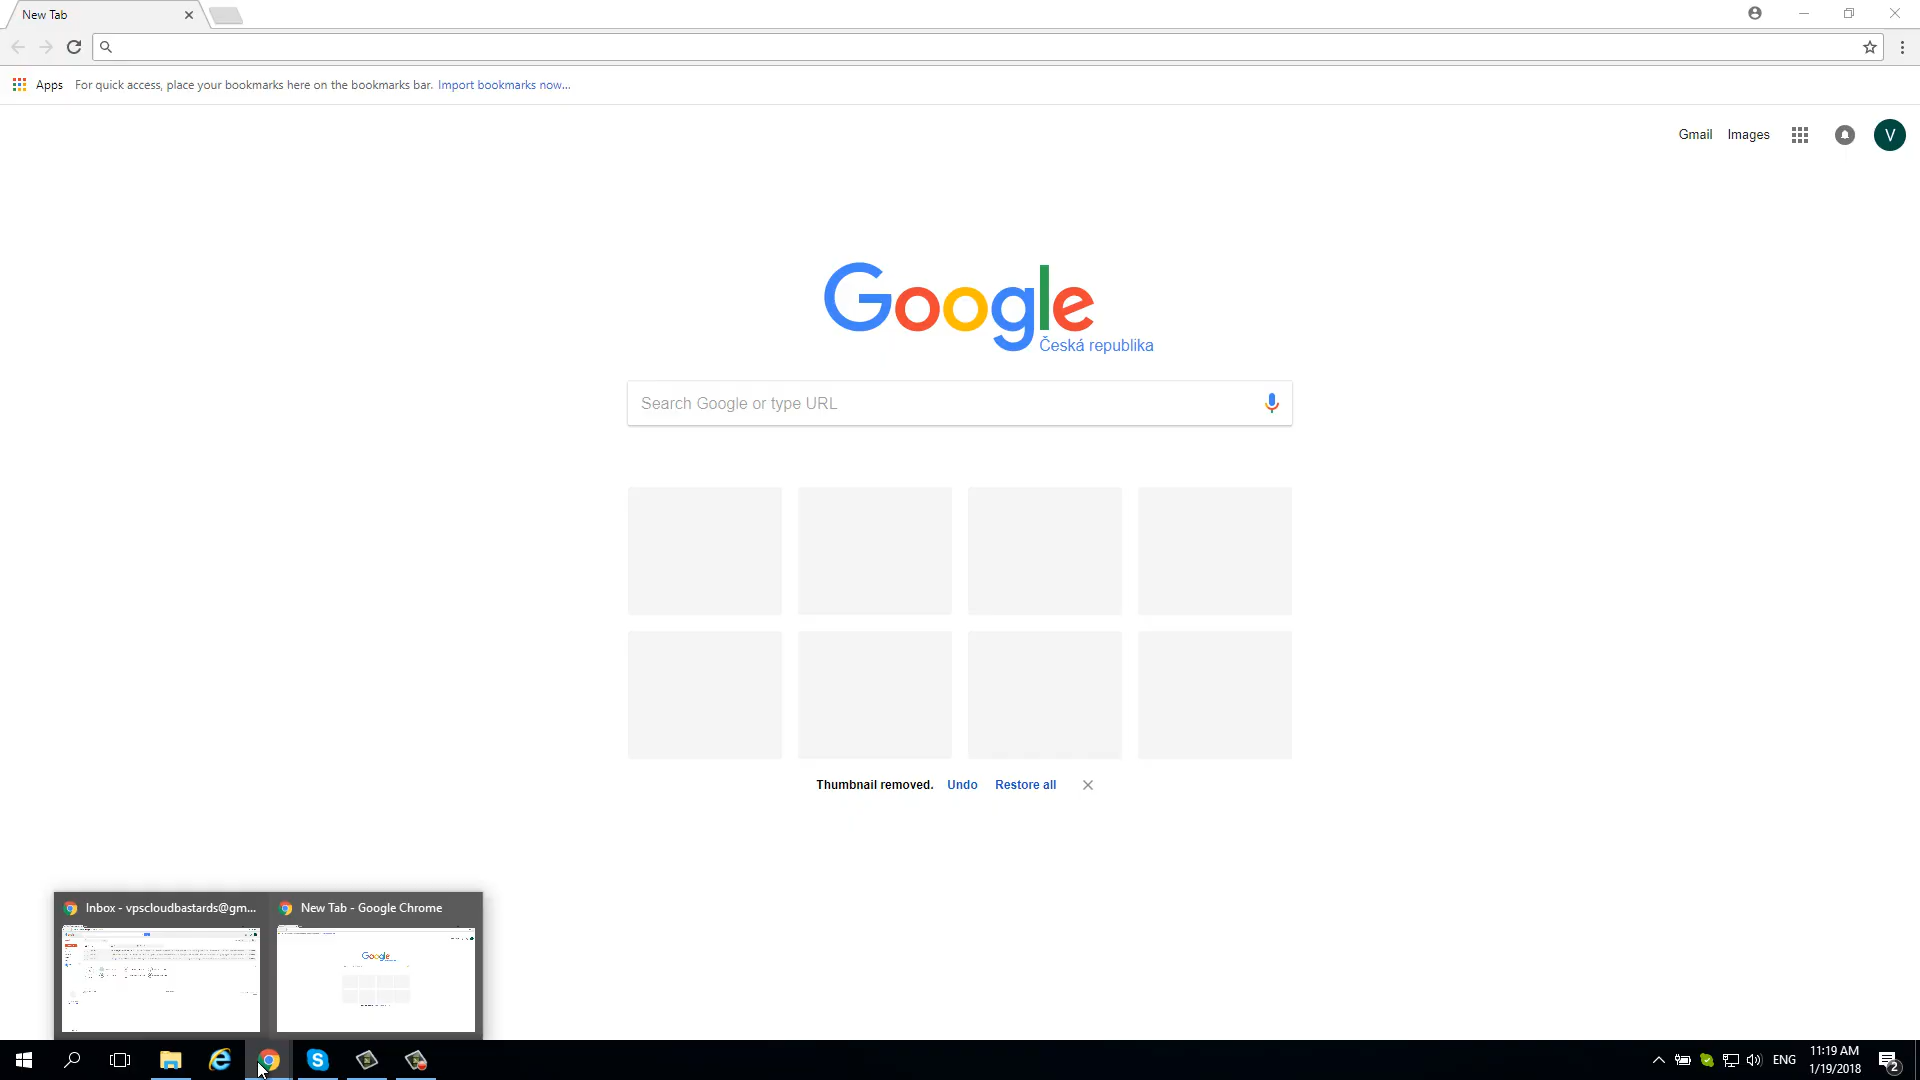 New Tab
Apps For quick access, place your bookmarks here on the bookmarks bar. Import bookmarks now...
Gmail Images V
Google
Česká republika
Search Google or type URL
Thumbnail removed. Undo Restore all
Inbox - vpscloudbastards@gm... New Tab - Google Chrome
Google
ENG 11:19 AM
1/19/2018
2